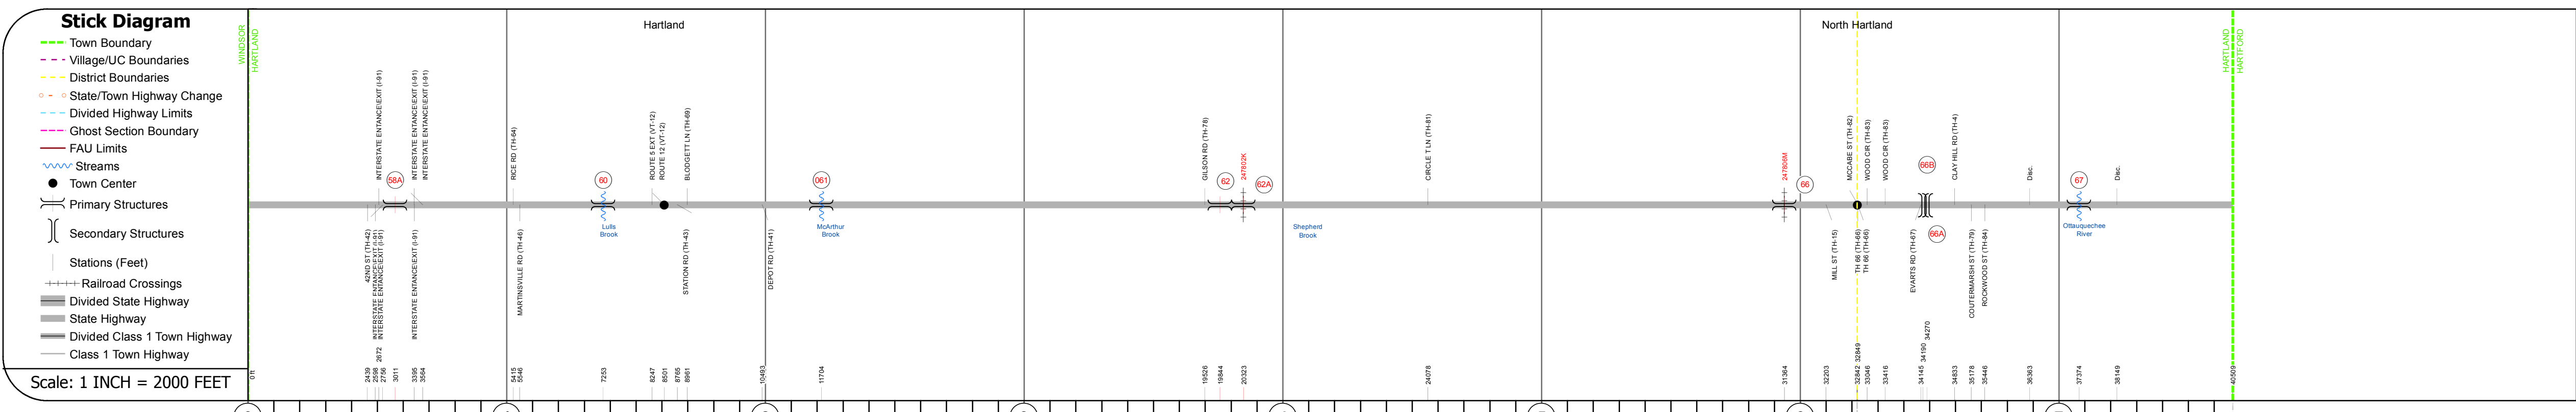 Stick Diagram
Town Boundary
Village/UC Boundaries
District Boundaries
State/Town Highway Change
Divided Highway Limits
Ghost Section Boundary
FAU Limits
Streams
Town Center
Primary Structures
Secondary Structures
Stations (Feet)
Railroad Crossings
Divided State Highway
State Highway
Divided Class 1 Town Highway
Class 1 Town Highway
Scale: 1 INCH = 2000 FEET
WINDSOR
HARTLAND
Hartland
North Hartland
HARTLAND
HARTFORD
INTERSTATE ENTANCE\EXIT (I-91)
INTERSTATE ENTANCE\EXIT (I-91)
INTERSTATE ENTANCE\EXIT (I-91)
RICE RD (TH-64)
ROUTE 5 EXT (VT-12)
ROUTE 12 (VT-12)
BLODGETT LN (TH-69)
GILSON RD (TH-78)
247802K
CIRCLE T LN (TH-81)
247806M
MCCABE ST (TH-82)
WOOD CIR (TH-83)
WOOD CIR (TH-83)
CLAY HILL RD (TH-4)
Disc.
Disc.
58A
60
061
62
62A
66
66B
66A
67
Lulls
Brook
McArthur
Brook
Shepherd
Brook
Ottauquechee
River
42ND ST (TH-42)
INTERSTATE ENTANCE\EXIT (I-91)
INTERSTATE ENTANCE\EXIT (I-91)
INTERSTATE ENTANCE\EXIT (I-91)
MARTINSVILLE RD (TH-46)
STATION RD (TH-43)
DEPOT RD (TH-41)
MILL ST (TH-15)
TH 66 (TH-66)
TH 66 (TH-66)
EVARTS RD (TH-67)
COUTERMARSH ST (TH-79)
ROCKWOOD ST (TH-84)
0 ft
2439
2598
2672
2756
3011
3395
3564
5415
5546
7253
8247
8501
8765
8961
10493
11704
19526
19844
20323
24078
31364
32203
32842
32849
33046
33416
34145
34190
34270
34833
35178
35446
36363
37374
38149
40509